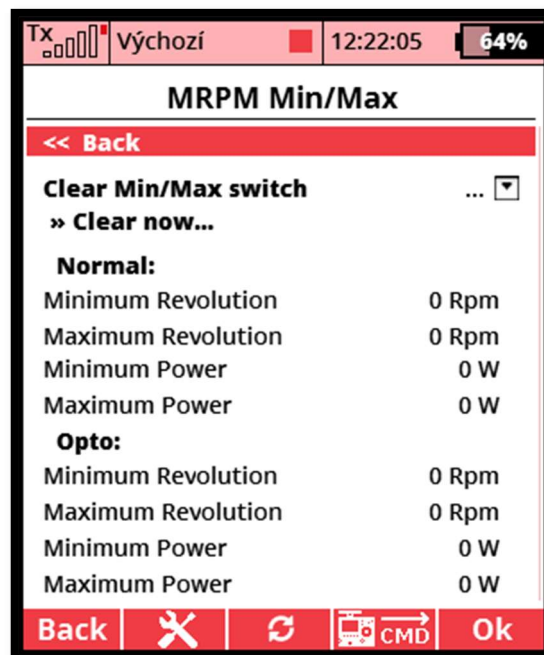 Tx Výchozí 12:22:05 64%
MRPM Min/Max
<< Back
Clear Min/Max switch ...
» Clear now...
Normal:
Minimum Revolution 0 Rpm
Maximum Revolution 0 Rpm
Minimum Power 0 W
Maximum Power 0 W
Opto:
Minimum Revolution 0 Rpm
Maximum Revolution 0 Rpm
Minimum Power 0 W
Maximum Power 0 W
Back CMD Ok